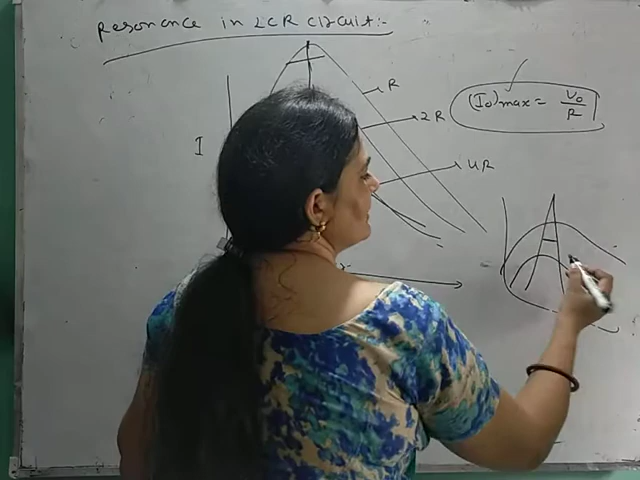 Resonance in LCR circuit:-
R
(I₀)max = V₀/R
2R
I
4R